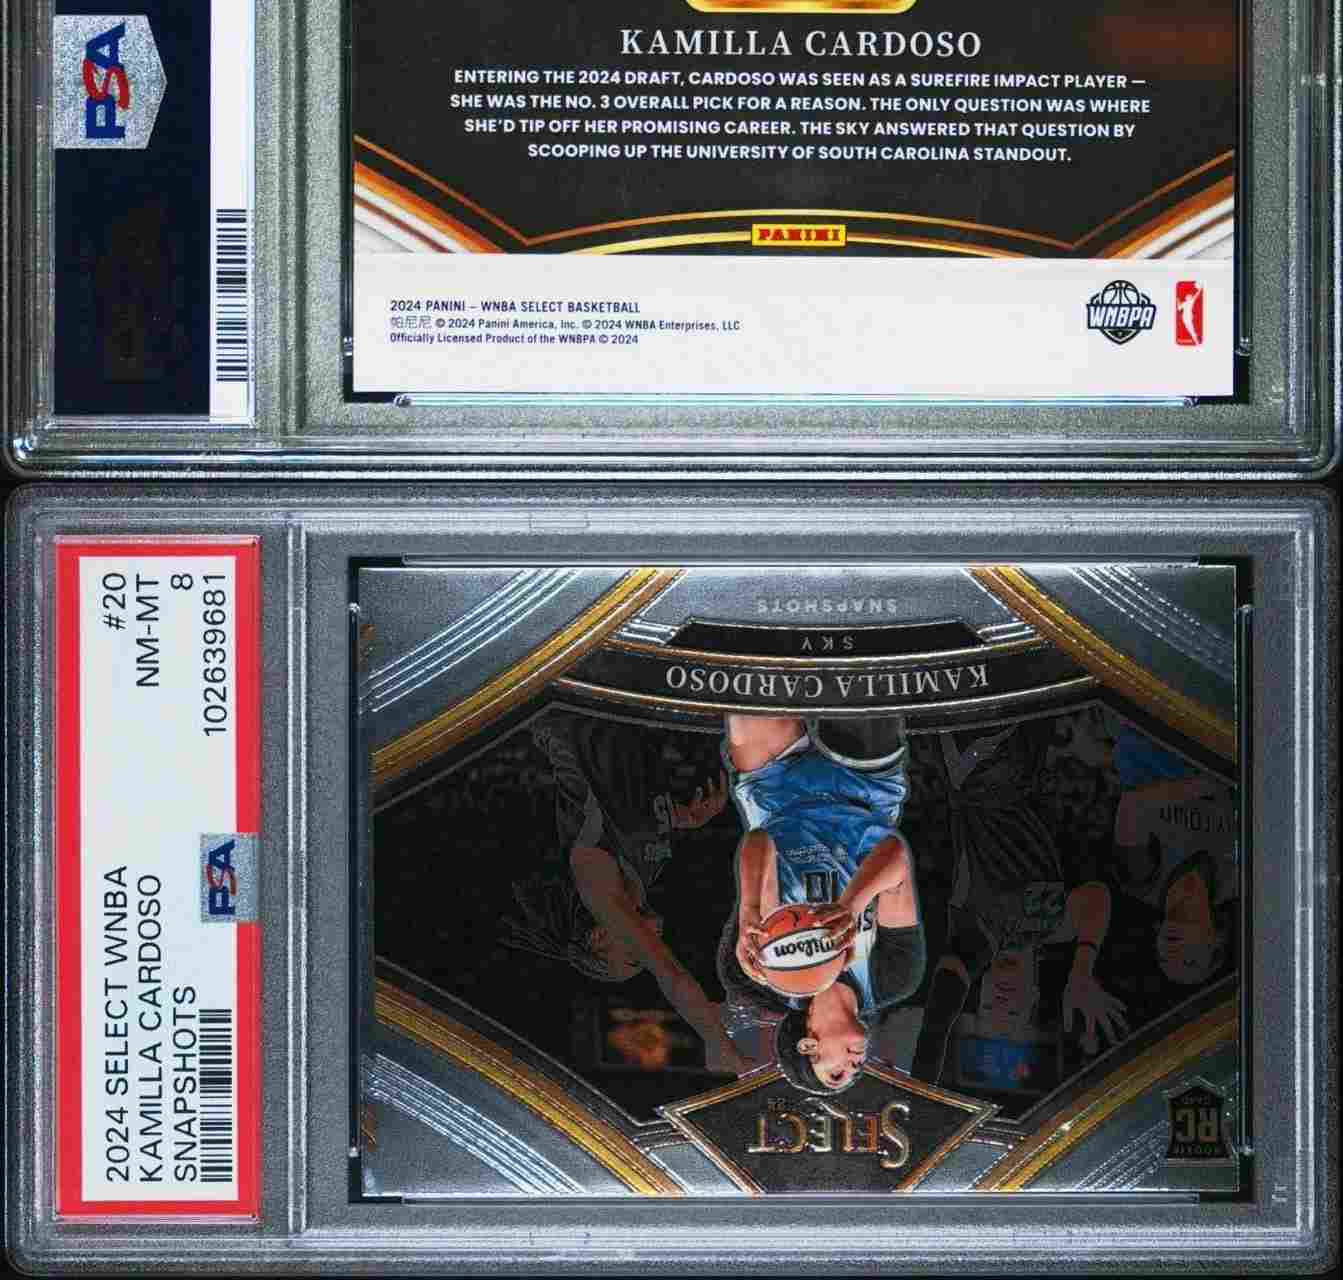 PSA
KAMILLA CARDOSO
ENTERING THE 2024 DRAFT, CARDOSO WAS SEEN AS A SUREFIRE IMPACT PLAYER —
SHE WAS THE NO. 3 OVERALL PICK FOR A REASON. THE ONLY QUESTION WAS WHERE
SHE'D TIP OFF HER PROMISING CAREER. THE SKY ANSWERED THAT QUESTION BY
SCOOPING UP THE UNIVERSITY OF SOUTH CAROLINA STANDOUT.
PANINI
2024 PANINI – WNBA SELECT BASKETBALL
帕尼尼 © 2024 Panini America, Inc. © 2024 WNBA Enterprises, LLC
Officially Licensed Product of the WNBPA © 2024
WNBPA
2024 SELECT WNBA #20
KAMILLA CARDOSO NM-MT
SNAPSHOTS 8
102639681
PSA
SNAPSHOTS
SKY
KAMILLA CARDOSO
10
Wilson
22
SELECT
RC
ROOKIE
CARD